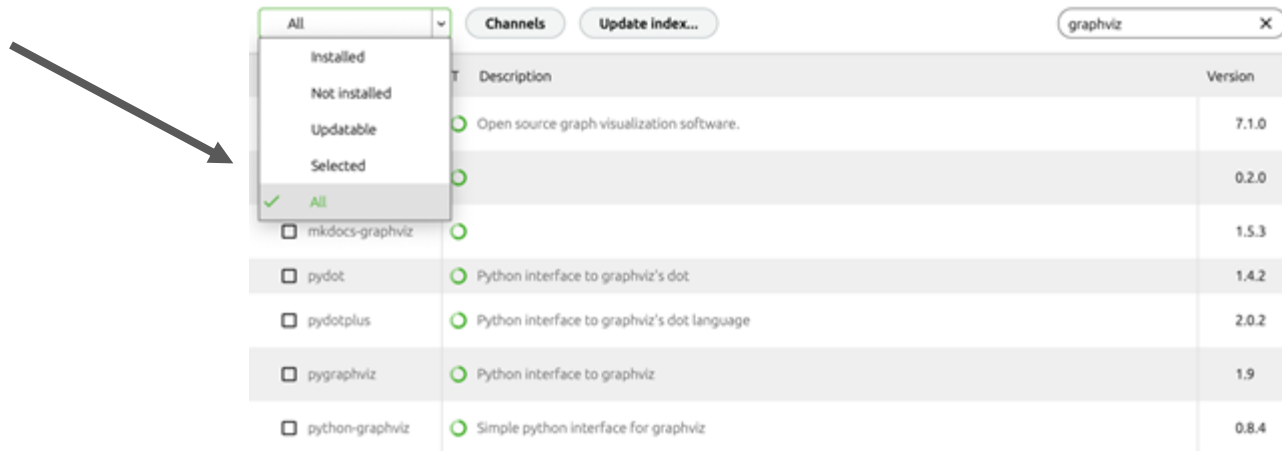 All Channels Update index... graphviz
Installed
T Description Version
Not installed
Updatable
Open source graph visualization software. 7.1.0
Selected
0.2.0
All
mkdocs-graphviz 1.5.3
pydot Python interface to graphviz's dot 1.4.2
pydotplus Python interface to graphviz's dot language 2.0.2
pygraphviz Python interface to graphviz 1.9
python-graphviz Simple python interface for graphviz 0.8.4